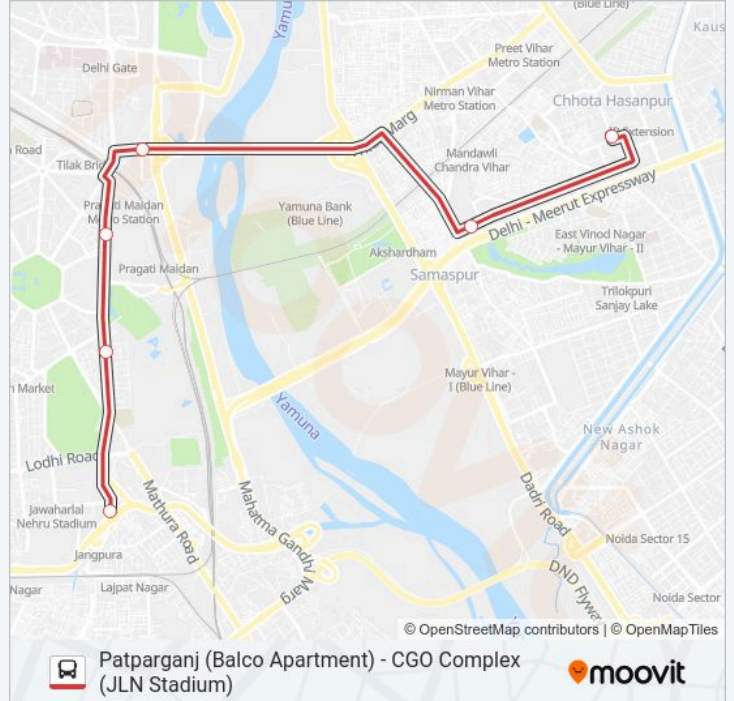 (Blue Line)
Kaus
Yamu
Preet Vihar
Metro Station
Delhi Gate
Nirman Vihar
Metro Station
Chhota Hasanpur
Marg
Extension
Road
Tilak Bri
Mandawli
Chandra Vihar
Pragati Maidan
Metro Station
Yamuna Bank
(Blue Line)
Delhi - Meerut Expressway
East Vinod Nagar
- Mayur Vihar - II
Akshardham
Samaspur
Pragati Maidan
Trilokpuri
Sanjay Lake
Market
Mayur Vihar -
I (Blue Line)
Yamuna
New Ashok
Nagar
Lodhi Road
Jawaharlal
Nehru Stadium
Mathura Road
Mahatma Gandhi Marg
Dadri Road
Noida Sector 15
Jangpura
DND Flyway
Nagar
Lajpat Nagar
Noida Sector
© OpenStreetMap contributors | © OpenMapTiles
Patparganj (Balco Apartment) - CGO Complex
(JLN Stadium)
moovit